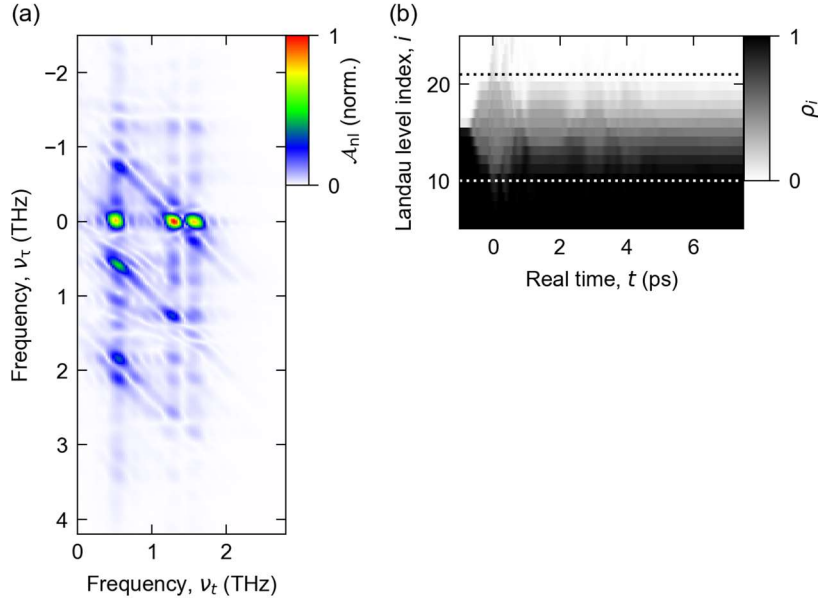 (a)
−2
−1
0
1
2
3
4
Frequency, ντ (THz)
0
1
2
Frequency, νt (THz)
1
0
𝒜nl (norm.)
(b)
20
10
Landau level index, i
0
2
4
6
Real time, t (ps)
1
0
ρi